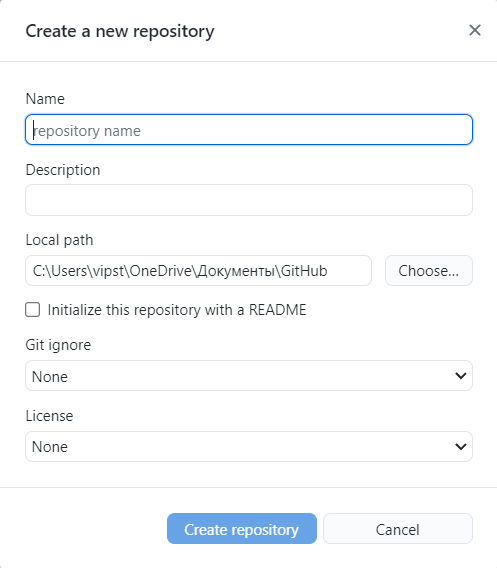 Create a new repository
Name
repository name
Description
Local path
C:\Users\vipst\OneDrive\Документы\GitHub
Choose...
Initialize this repository with a README
Git ignore
None
License
None
Create repository
Cancel